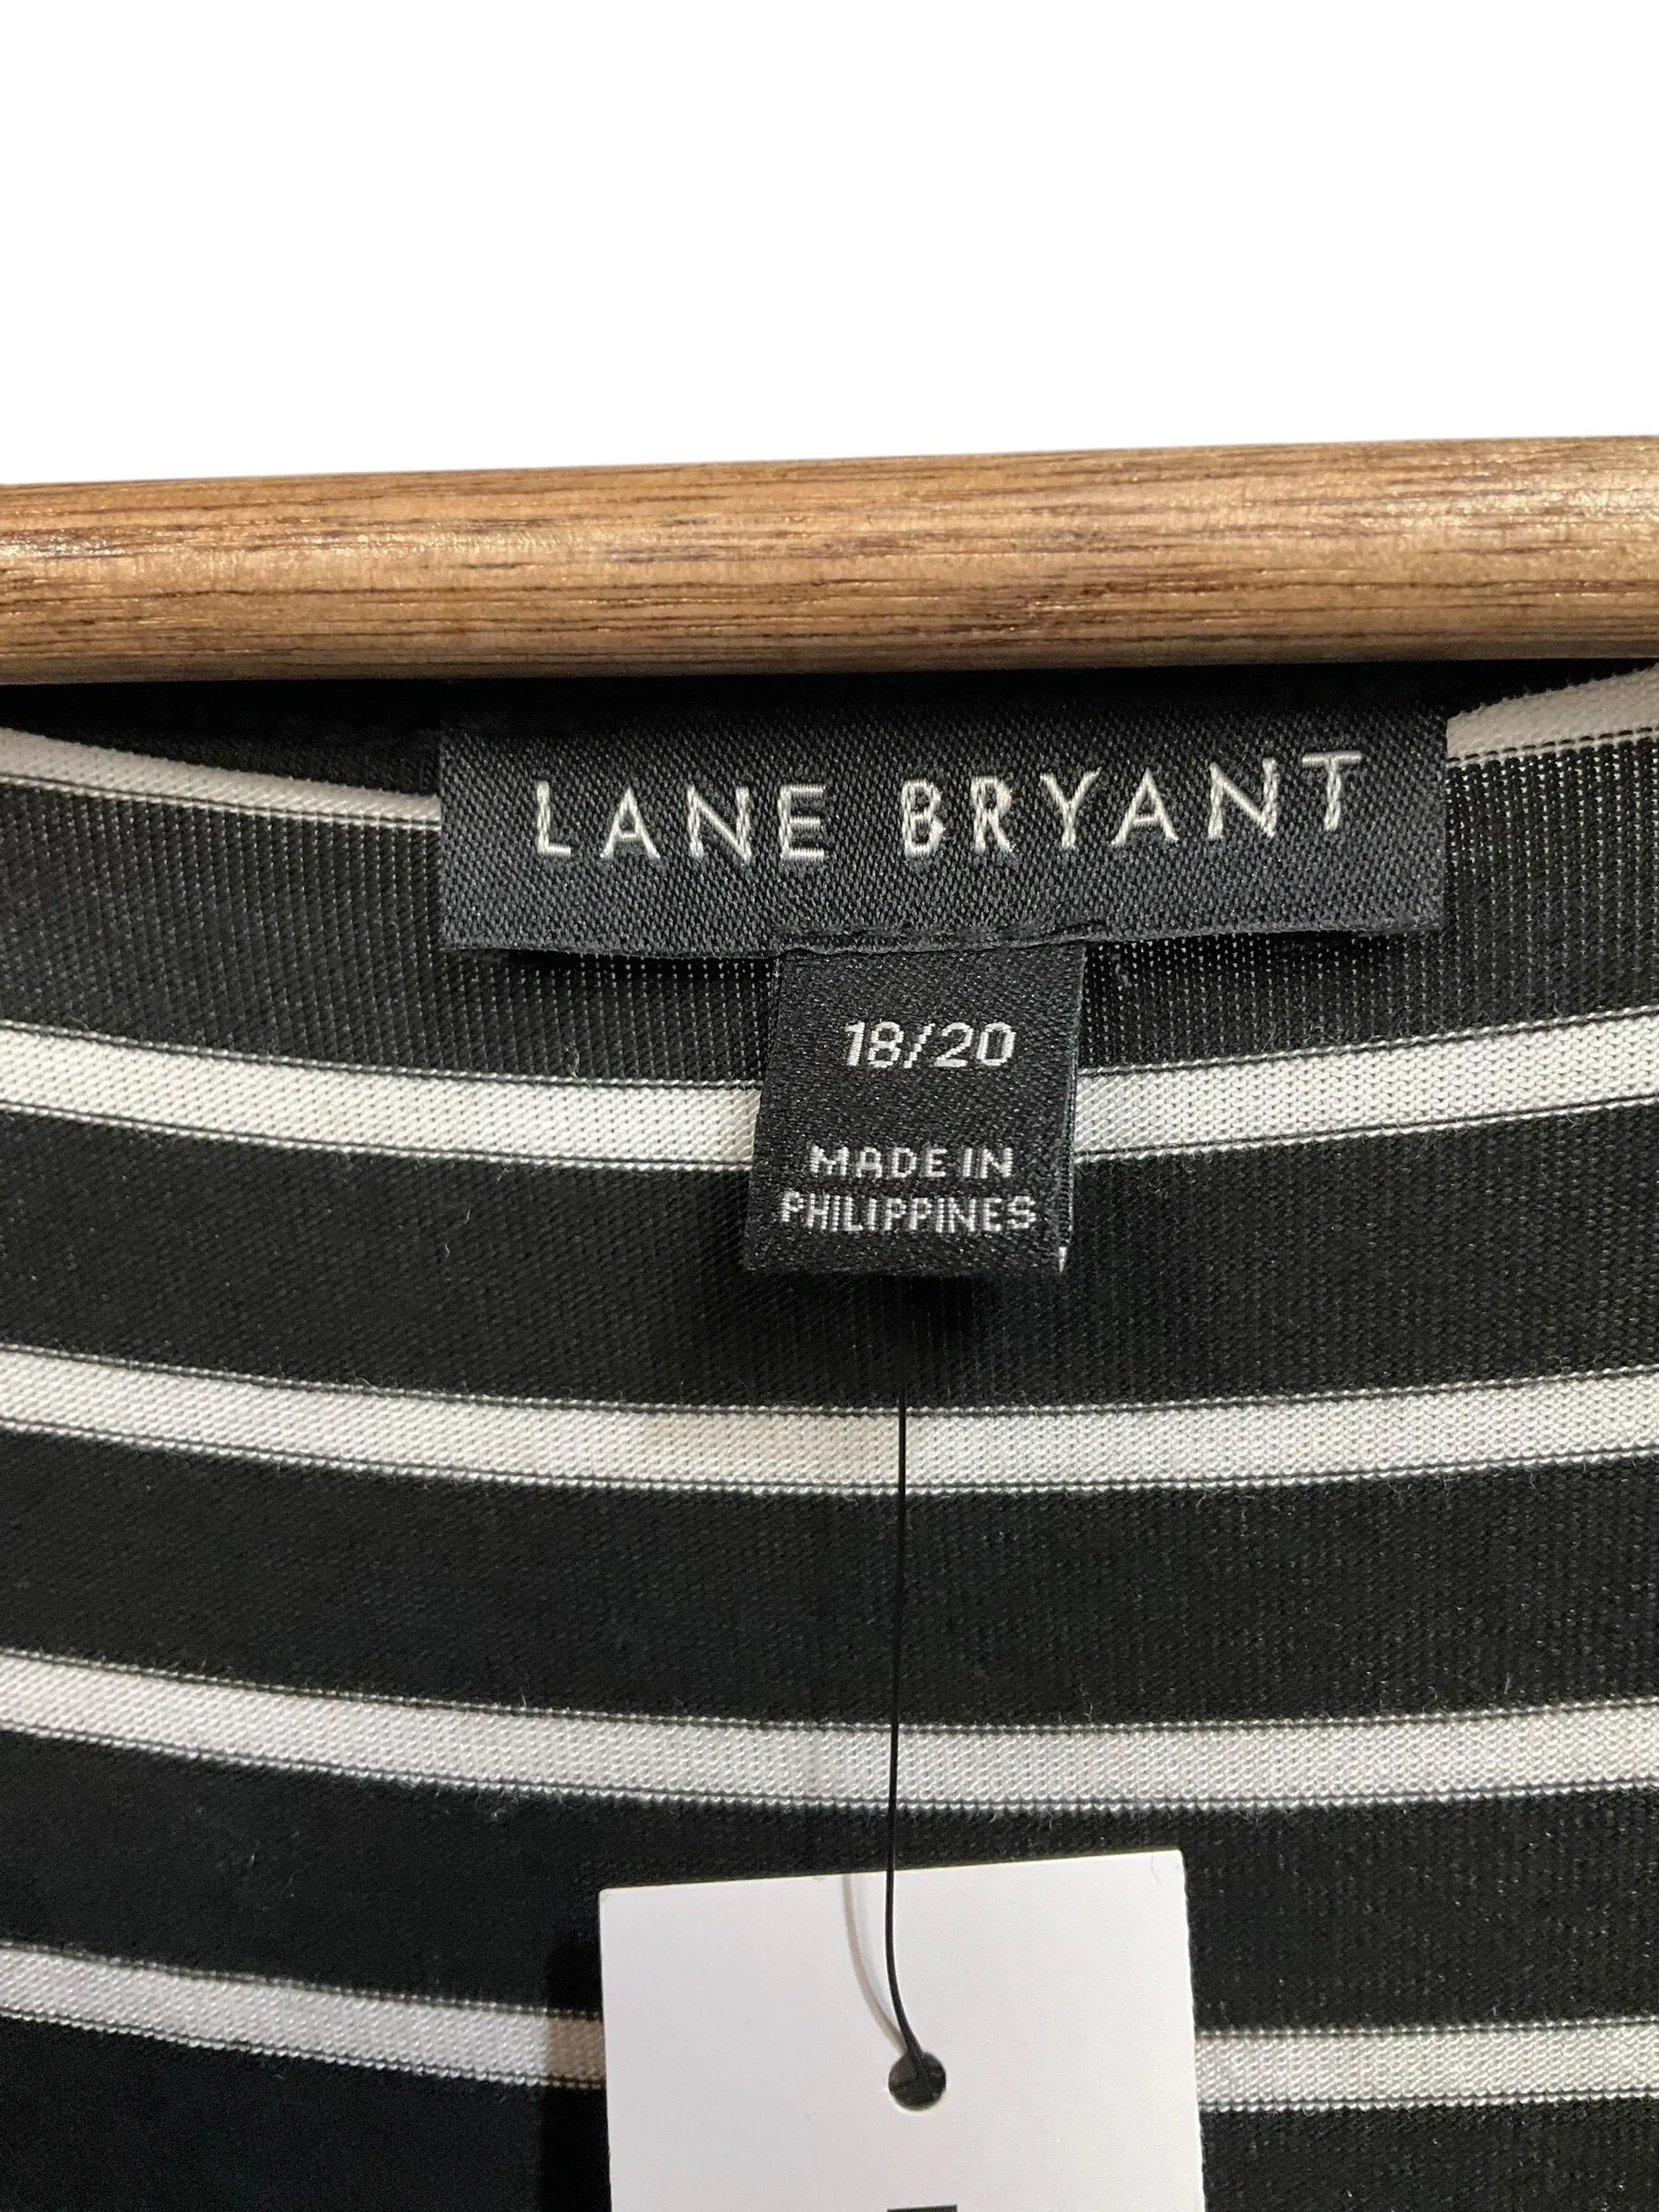 LANE BRYANT
18/20
MADE IN
PHILIPPINES